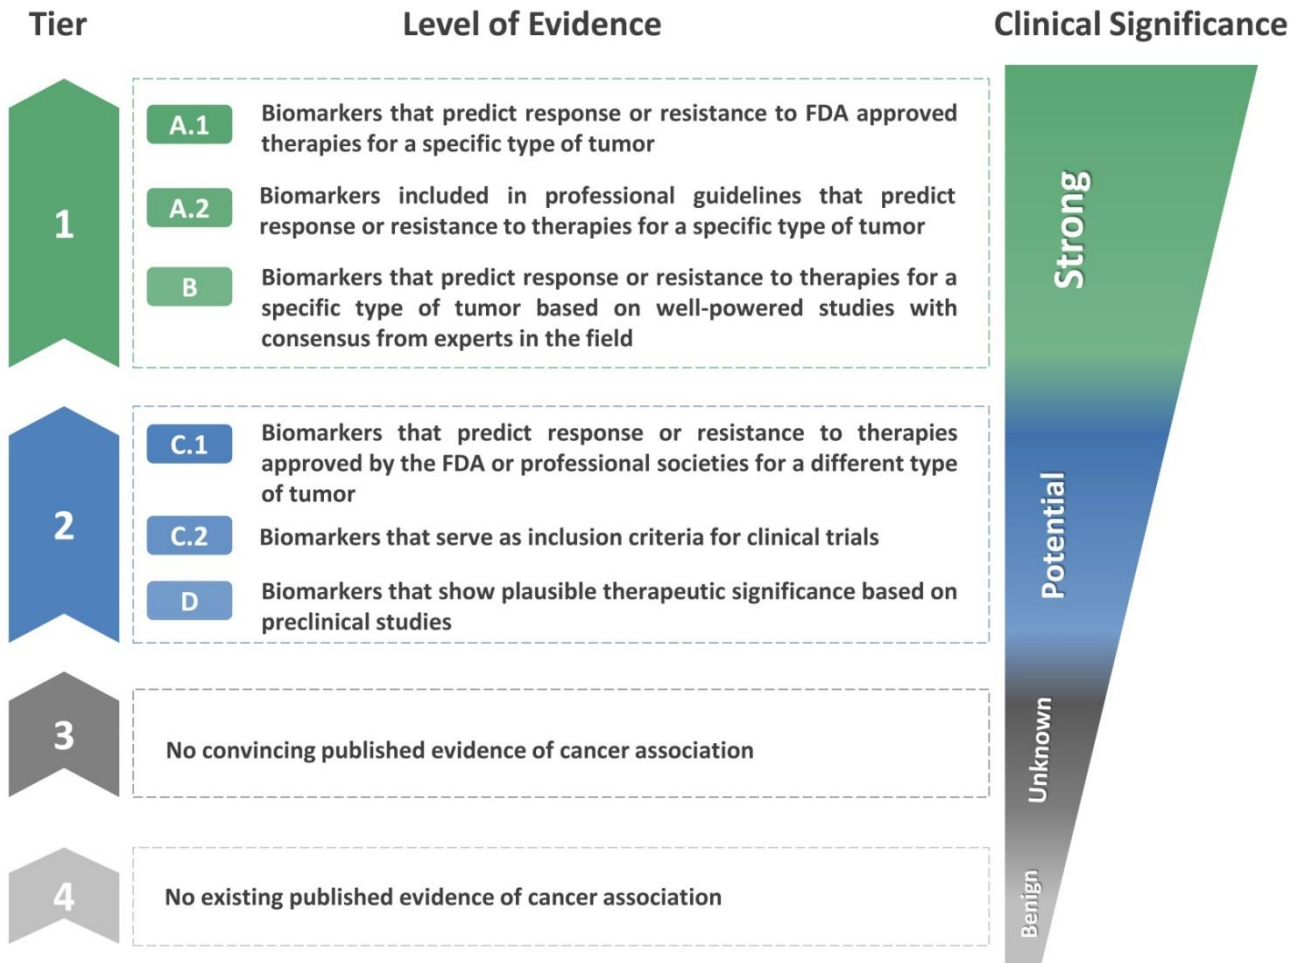 Tier
Level of Evidence
Clinical Significance
1
A.1
Biomarkers that predict response or resistance to FDA approved
therapies for a specific type of tumor
A.2
Biomarkers included in professional guidelines that predict
response or resistance to therapies for a specific type of tumor
B
Biomarkers that predict response or resistance to therapies for a
specific type of tumor based on well-powered studies with
consensus from experts in the field
Strong
2
C.1
Biomarkers that predict response or resistance to therapies
approved by the FDA or professional societies for a different type
of tumor
C.2
Biomarkers that serve as inclusion criteria for clinical trials
D
Biomarkers that show plausible therapeutic significance based on
preclinical studies
Potential
3
No convincing published evidence of cancer association
Unknown
4
No existing published evidence of cancer association
Benign